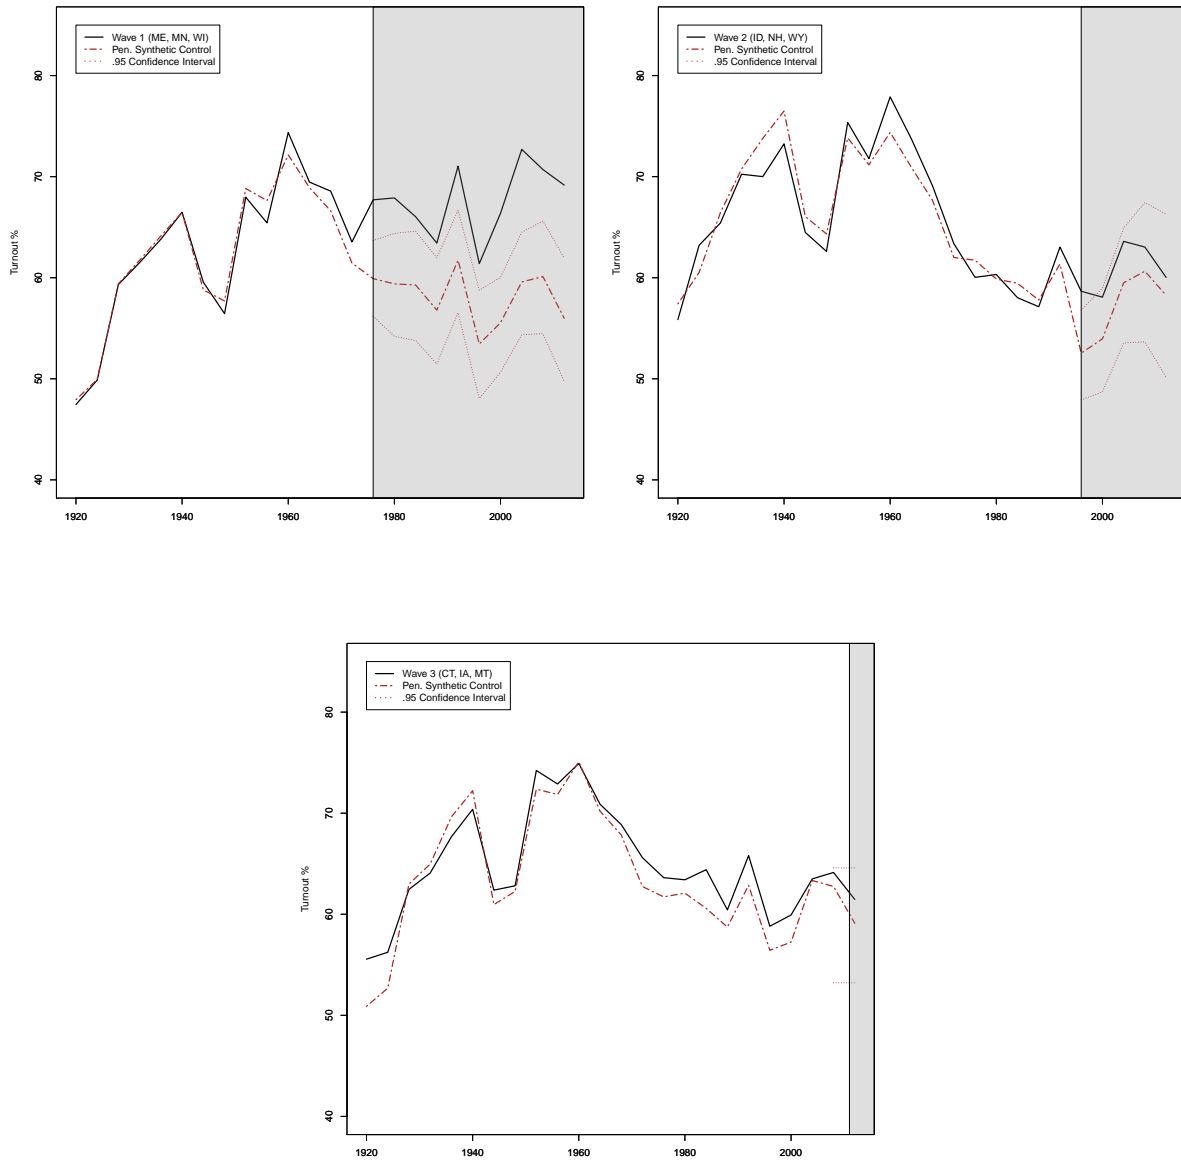 Wave 1 (ME, MN, WI)
Pen. Synthetic Control
.95 Confidence Interval
Turnout %
80
70
60
50
40
1920
1940
1960
1980
2000
Wave 2 (ID, NH, WY)
Pen. Synthetic Control
.95 Confidence Interval
Turnout %
80
70
60
50
40
1920
1940
1960
1980
2000
Wave 3 (CT, IA, MT)
Pen. Synthetic Control
.95 Confidence Interval
Turnout %
80
70
60
50
40
1920
1940
1960
1980
2000